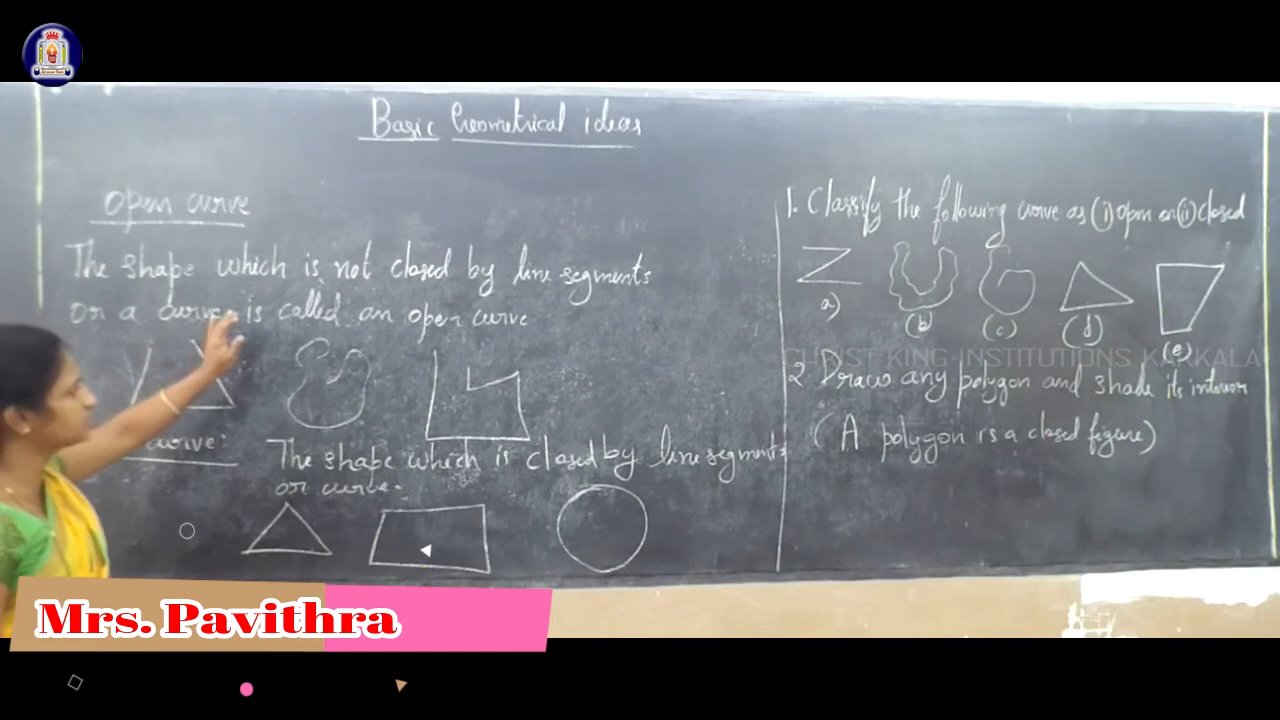 Basic Geometrical ideas
Open curve
The shape which is not closed by line segments
or a curve is called an open curve
curve:
The shape which is closed by line segments
or curve.
1. Classify the following curve as (i) open or (ii) closed
a)
(b)
(c)
(d)
(e)
2. Draw any polygon and shade its interior
(A polygon is a closed figure)
CHRIST KING INSTITUTIONS KARKALA
Mrs. Pavithra